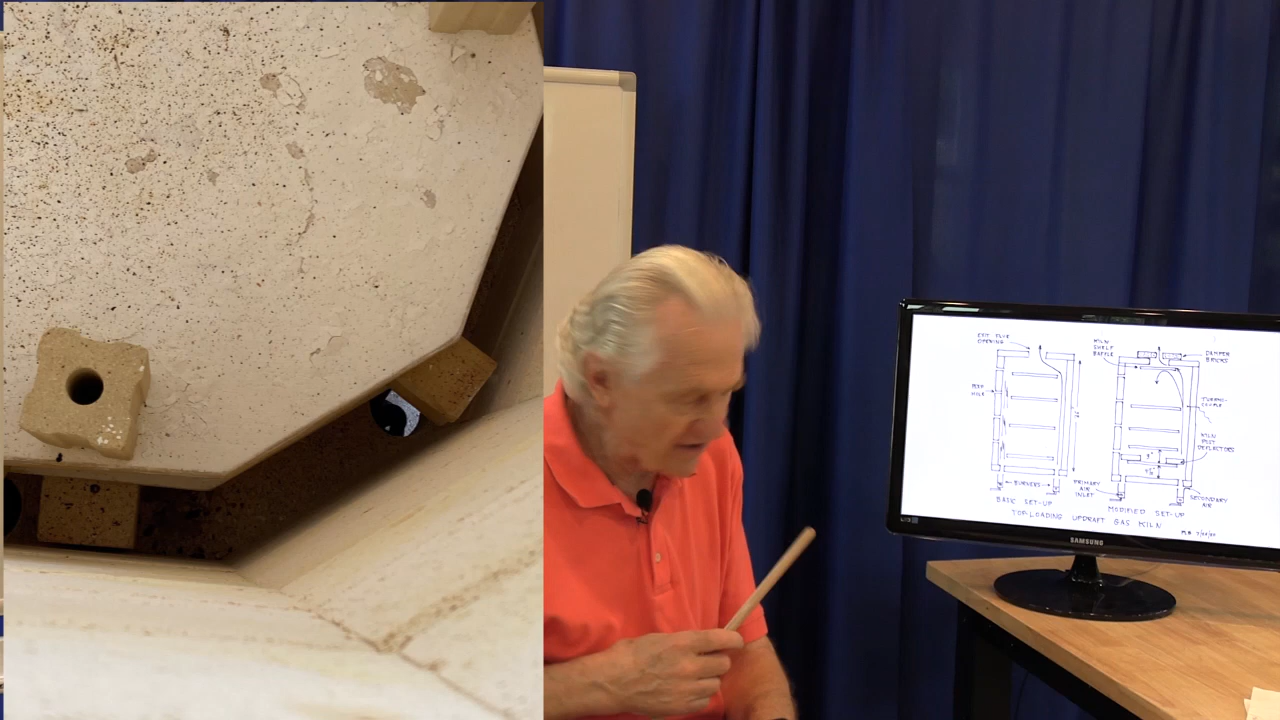 EXIT FLUE
OPENING
KILN
SHELF
BAFFLE
DAMPER
BRICKS
PEEP
HOLE
THERMO-
COUPLE
KILN
POST
DEFLECTORS
BURNERS
PRIMARY
AIR
INLET
SECONDARY
AIR
BASIC SET-UP
MODIFIED SET-UP
TOP-LOADING UPDRAFT GAS KILN
SAMSUNG